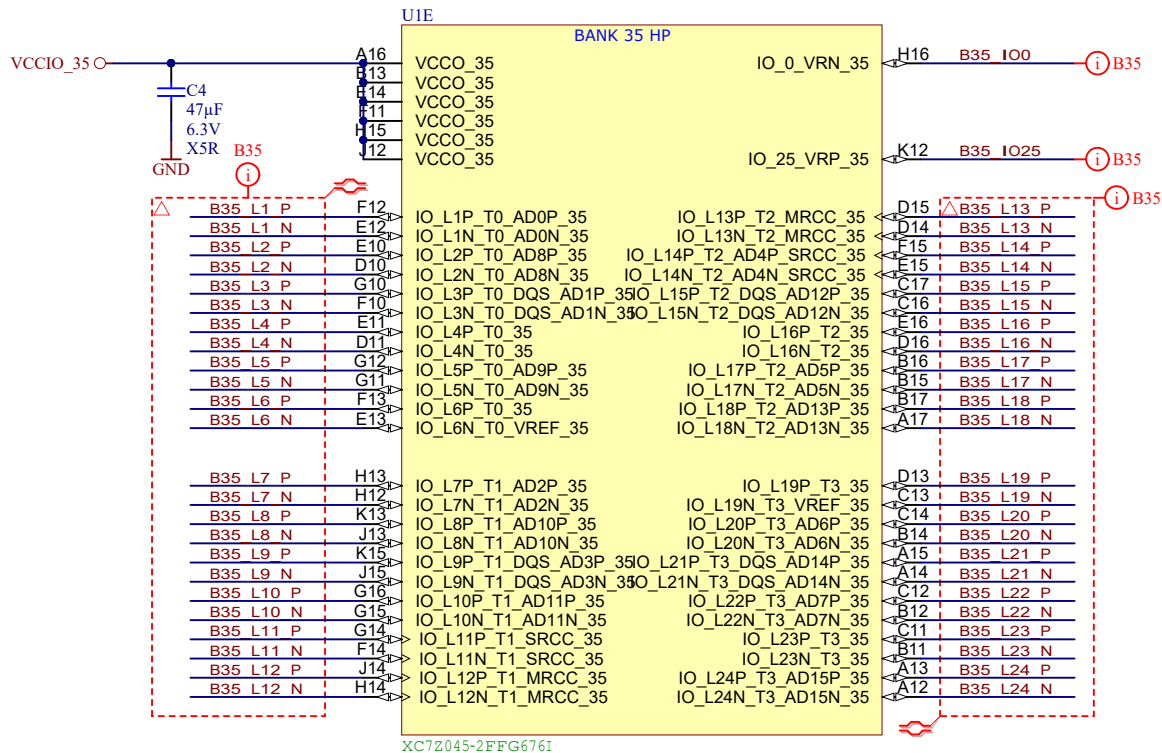 U1E
BANK 35 HP
VCCIO_35
A16 VCCO_35
B13 VCCO_35
E14 VCCO_35
F11 VCCO_35
H15 VCCO_35
J12 VCCO_35
C4
47µF
6.3V
X5R
GND
IO_0_VRN_35 H16 B35_IO0 i B35
IO_25_VRP_35 K12 B35_IO25 i B35
B35
i
i B35
B35_L1_P F12 IO_L1P_T0_AD0P_35 IO_L13P_T2_MRCC_35 D15 B35_L13_P
B35_L1_N E12 IO_L1N_T0_AD0N_35 IO_L13N_T2_MRCC_35 D14 B35_L13_N
B35_L2_P E10 IO_L2P_T0_AD8P_35 IO_L14P_T2_AD4P_SRCC_35 F15 B35_L14_P
B35_L2_N D10 IO_L2N_T0_AD8N_35 IO_L14N_T2_AD4N_SRCC_35 E15 B35_L14_N
B35_L3_P G10 IO_L3P_T0_DQS_AD1P_35 IO_L15P_T2_DQS_AD12P_35 C17 B35_L15_P
B35_L3_N F10 IO_L3N_T0_DQS_AD1N_35 IO_L15N_T2_DQS_AD12N_35 C16 B35_L15_N
B35_L4_P E11 IO_L4P_T0_35 IO_L16P_T2_35 E16 B35_L16_P
B35_L4_N D11 IO_L4N_T0_35 IO_L16N_T2_35 D16 B35_L16_N
B35_L5_P G12 IO_L5P_T0_AD9P_35 IO_L17P_T2_AD5P_35 B16 B35_L17_P
B35_L5_N G11 IO_L5N_T0_AD9N_35 IO_L17N_T2_AD5N_35 B15 B35_L17_N
B35_L6_P F13 IO_L6P_T0_35 IO_L18P_T2_AD13P_35 B17 B35_L18_P
B35_L6_N E13 IO_L6N_T0_VREF_35 IO_L18N_T2_AD13N_35 A17 B35_L18_N
B35_L7_P H13 IO_L7P_T1_AD2P_35 IO_L19P_T3_35 D13 B35_L19_P
B35_L7_N H12 IO_L7N_T1_AD2N_35 IO_L19N_T3_VREF_35 C13 B35_L19_N
B35_L8_P K13 IO_L8P_T1_AD10P_35 IO_L20P_T3_AD6P_35 C14 B35_L20_P
B35_L8_N J13 IO_L8N_T1_AD10N_35 IO_L20N_T3_AD6N_35 B14 B35_L20_N
B35_L9_P K15 IO_L9P_T1_DQS_AD3P_35 IO_L21P_T3_DQS_AD14P_35 A15 B35_L21_P
B35_L9_N J15 IO_L9N_T1_DQS_AD3N_35 IO_L21N_T3_DQS_AD14N_35 A14 B35_L21_N
B35_L10_P G16 IO_L10P_T1_AD11P_35 IO_L22P_T3_AD7P_35 C12 B35_L22_P
B35_L10_N G15 IO_L10N_T1_AD11N_35 IO_L22N_T3_AD7N_35 B12 B35_L22_N
B35_L11_P G14 IO_L11P_T1_SRCC_35 IO_L23P_T3_35 C11 B35_L23_P
B35_L11_N F14 IO_L11N_T1_SRCC_35 IO_L23N_T3_35 B11 B35_L23_N
B35_L12_P J14 IO_L12P_T1_MRCC_35 IO_L24P_T3_AD15P_35 A13 B35_L24_P
B35_L12_N H14 IO_L12N_T1_MRCC_35 IO_L24N_T3_AD15N_35 A12 B35_L24_N
XC7Z045-2FFG676I